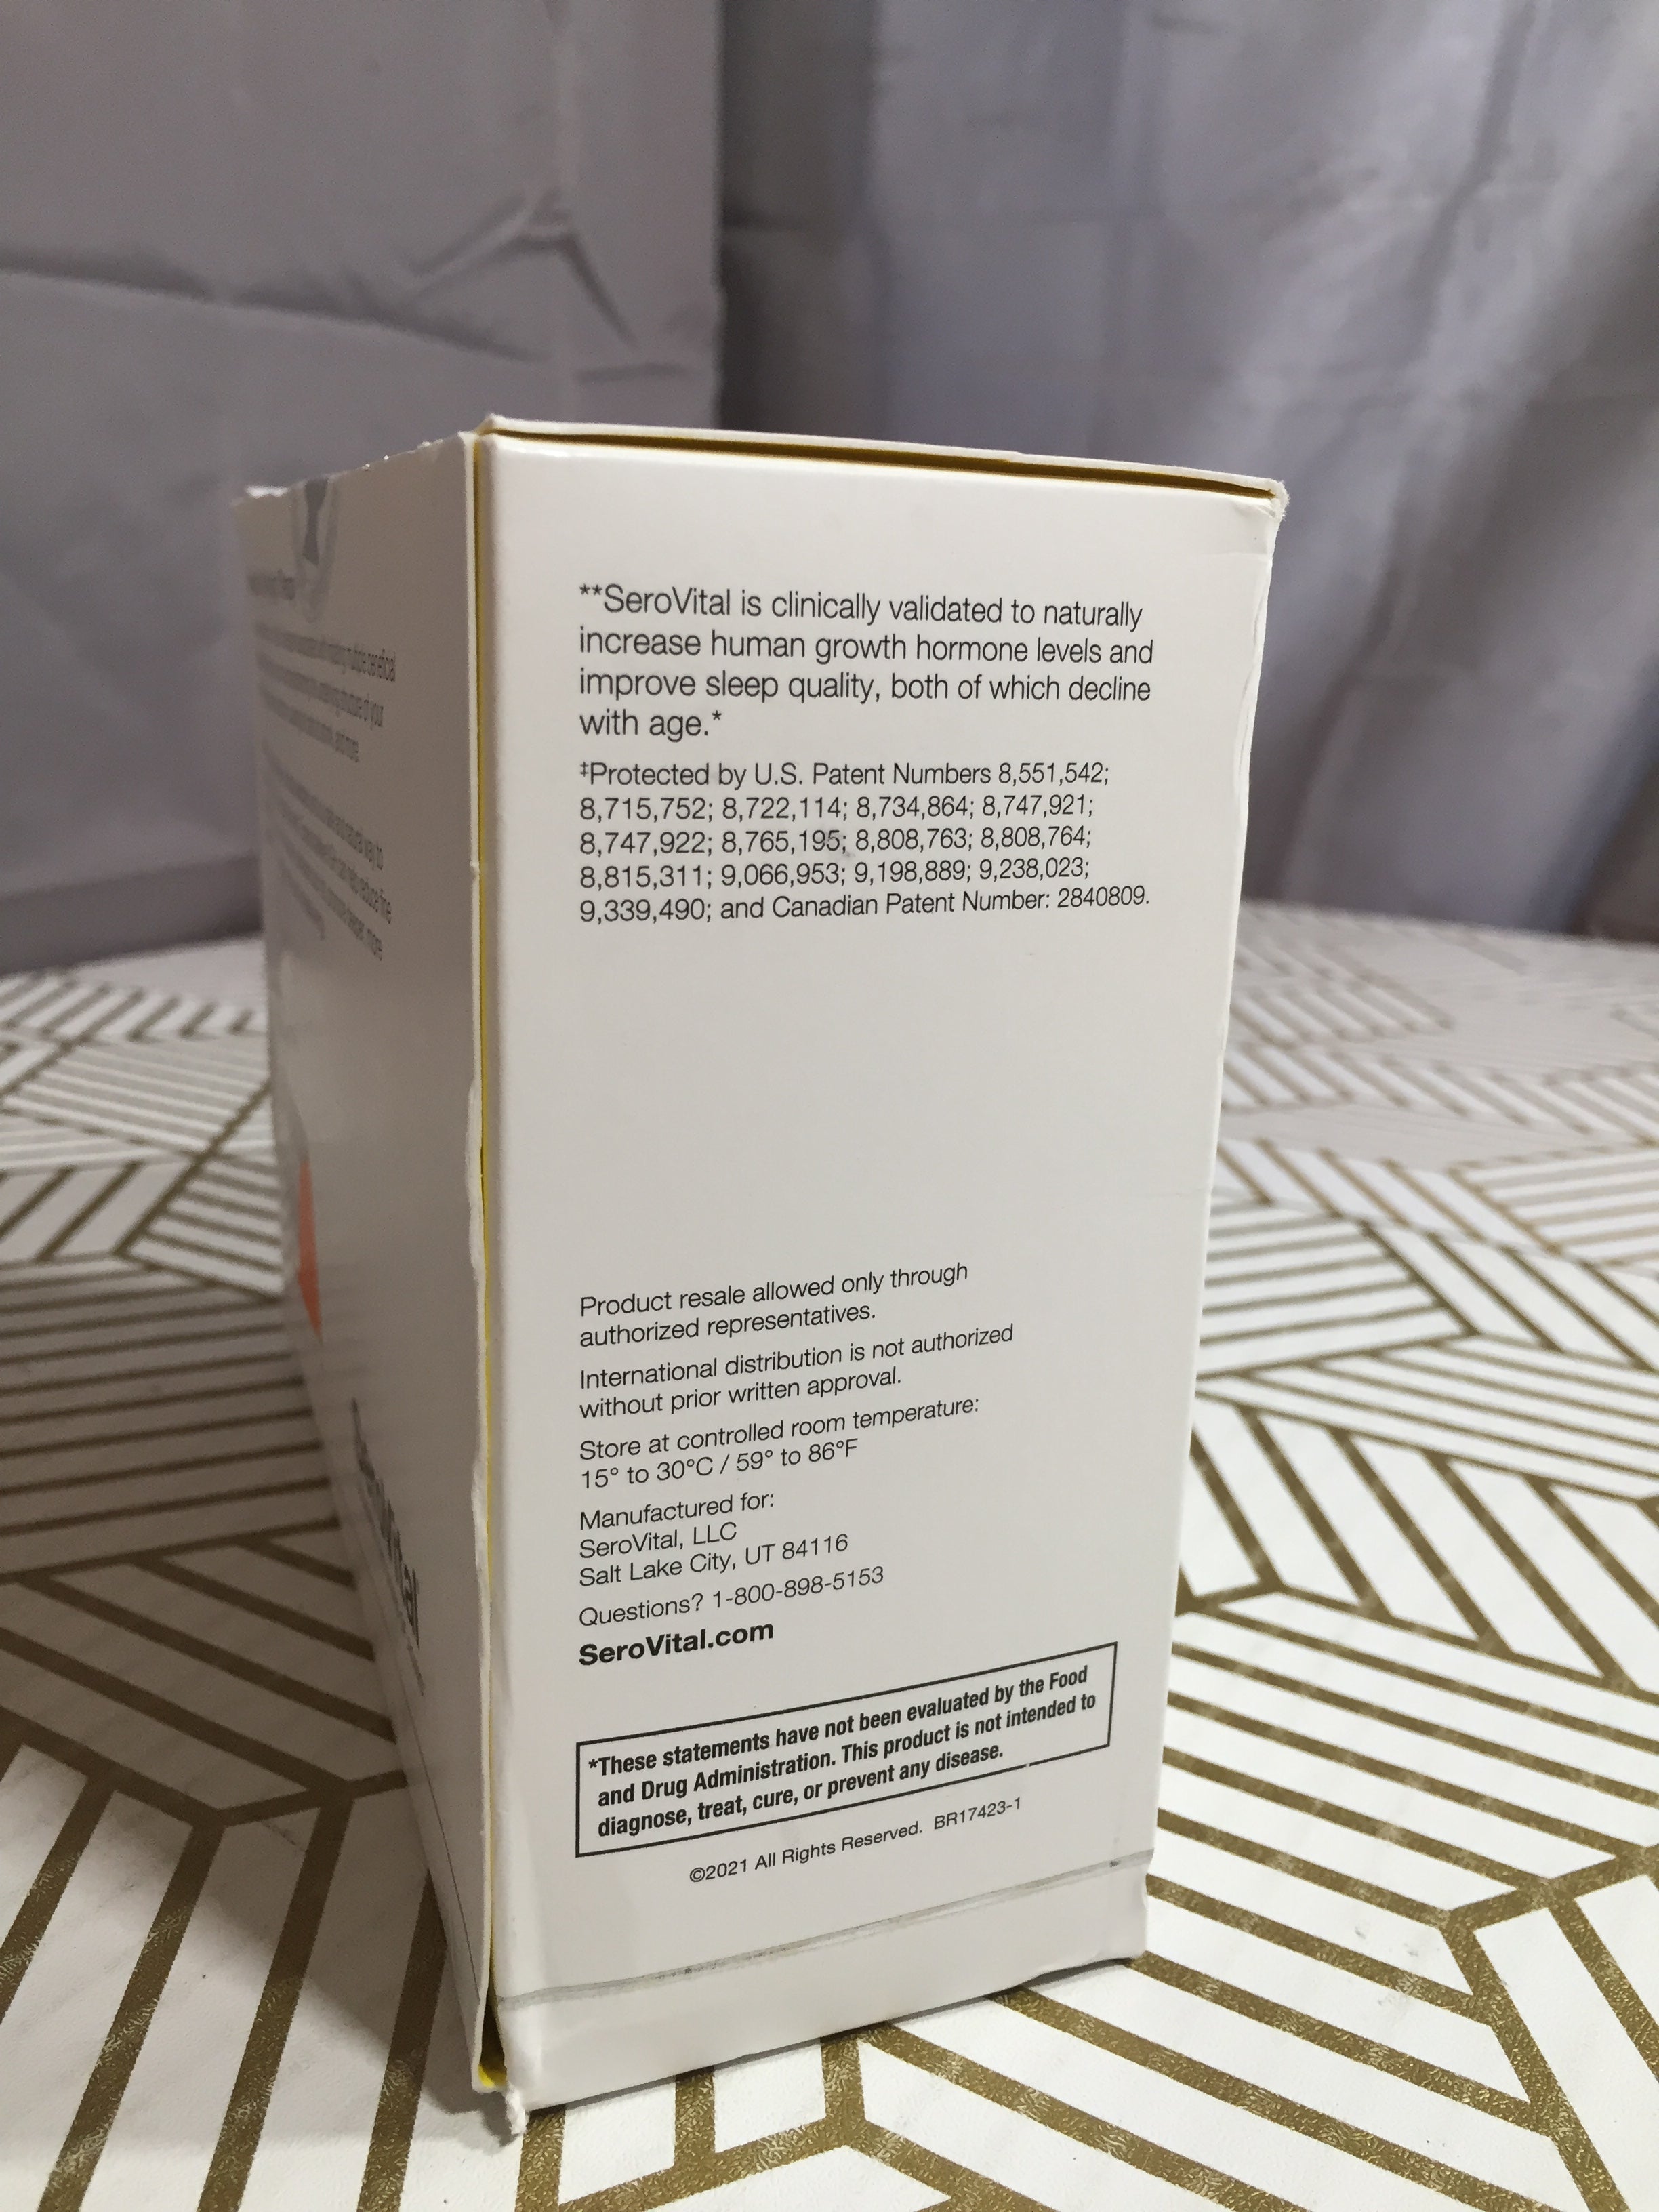 **SeroVital is clinically validated to naturally
increase human growth hormone levels and
improve sleep quality, both of which decline
with age.*
‡Protected by U.S. Patent Numbers 8,551,542;
8,715,752; 8,722,114; 8,734,864; 8,747,921;
8,747,922; 8,765,195; 8,808,763; 8,808,764;
8,815,311; 9,066,953; 9,198,889; 9,238,023;
9,339,490; and Canadian Patent Number: 2840809.
Product resale allowed only through
authorized representatives.
International distribution is not authorized
without prior written approval.
Store at controlled room temperature:
15° to 30°C / 59° to 86°F
Manufactured for:
SeroVital, LLC
Salt Lake City, UT 84116
Questions? 1-800-898-5153
SeroVital.com
*These statements have not been evaluated by the Food
and Drug Administration. This product is not intended to
diagnose, treat, cure, or prevent any disease.
©2021 All Rights Reserved. BR17423-1